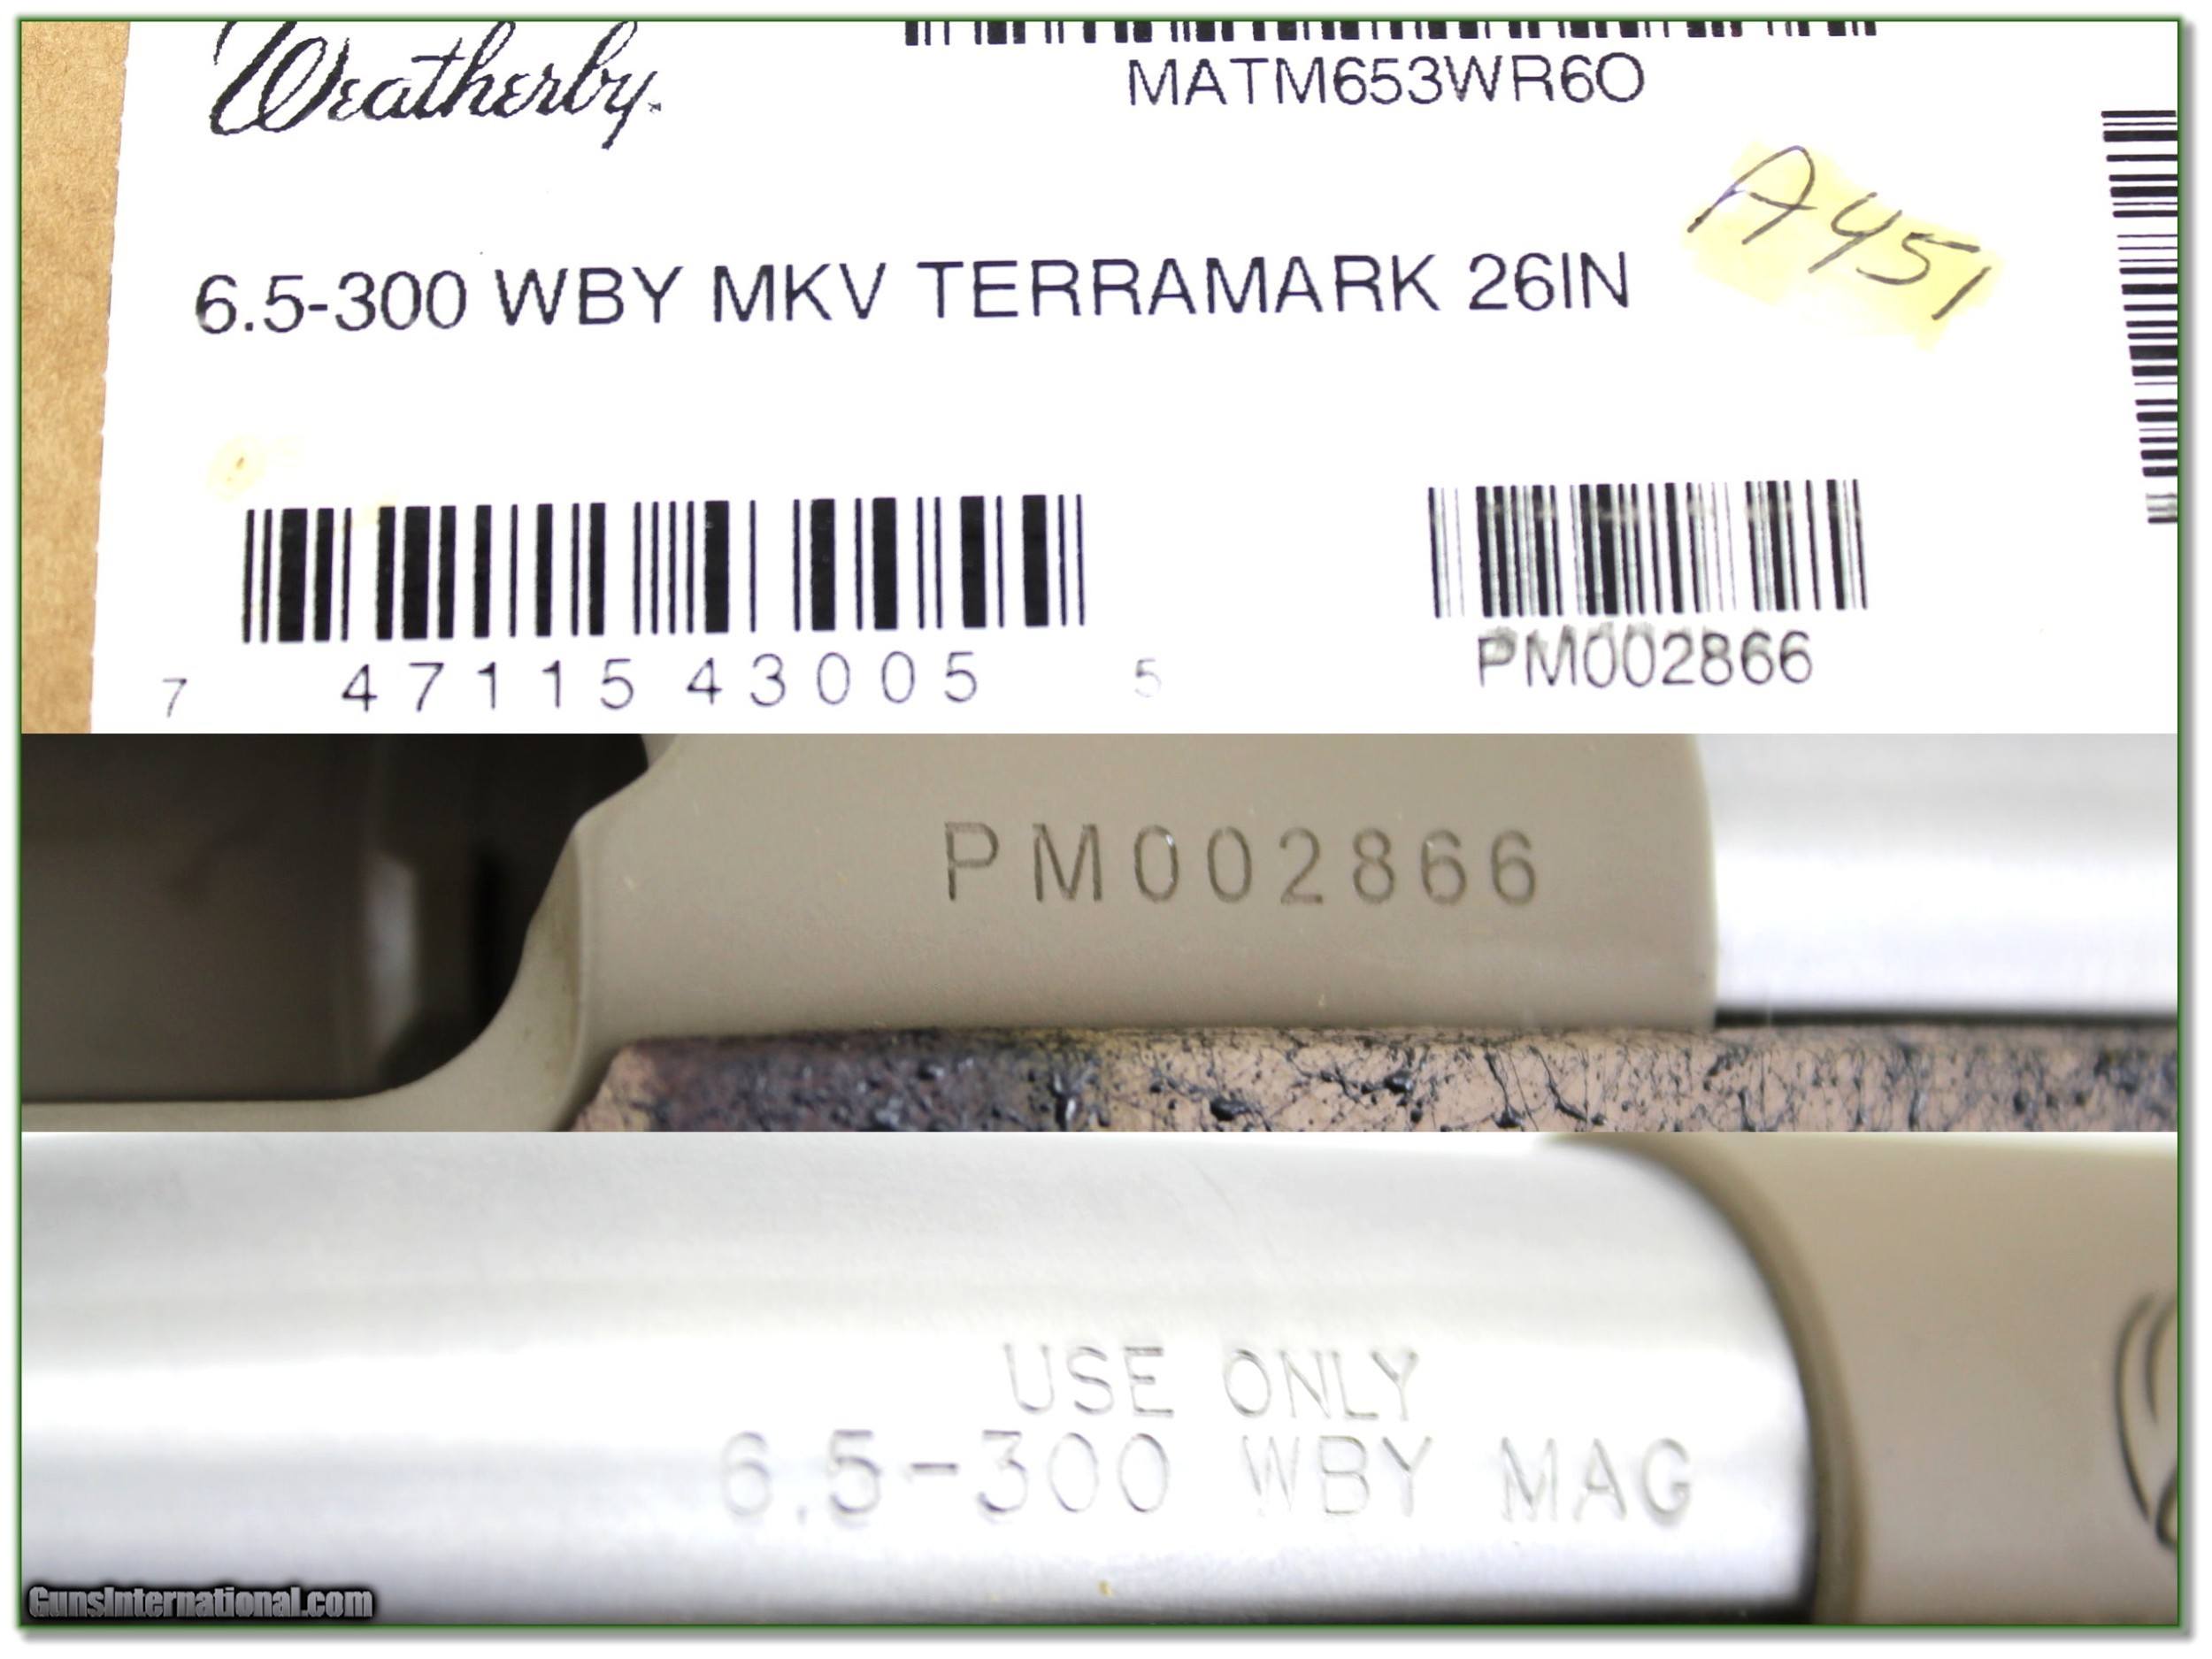 Weatherby.
MATM653WR6O
A451
6.5-300 WBY MKV TERRAMARK 26IN
7 47115 43005 5
PM002866
PM002866
USE ONLY
6.5-300 WBY MAG
GunsInternational.com